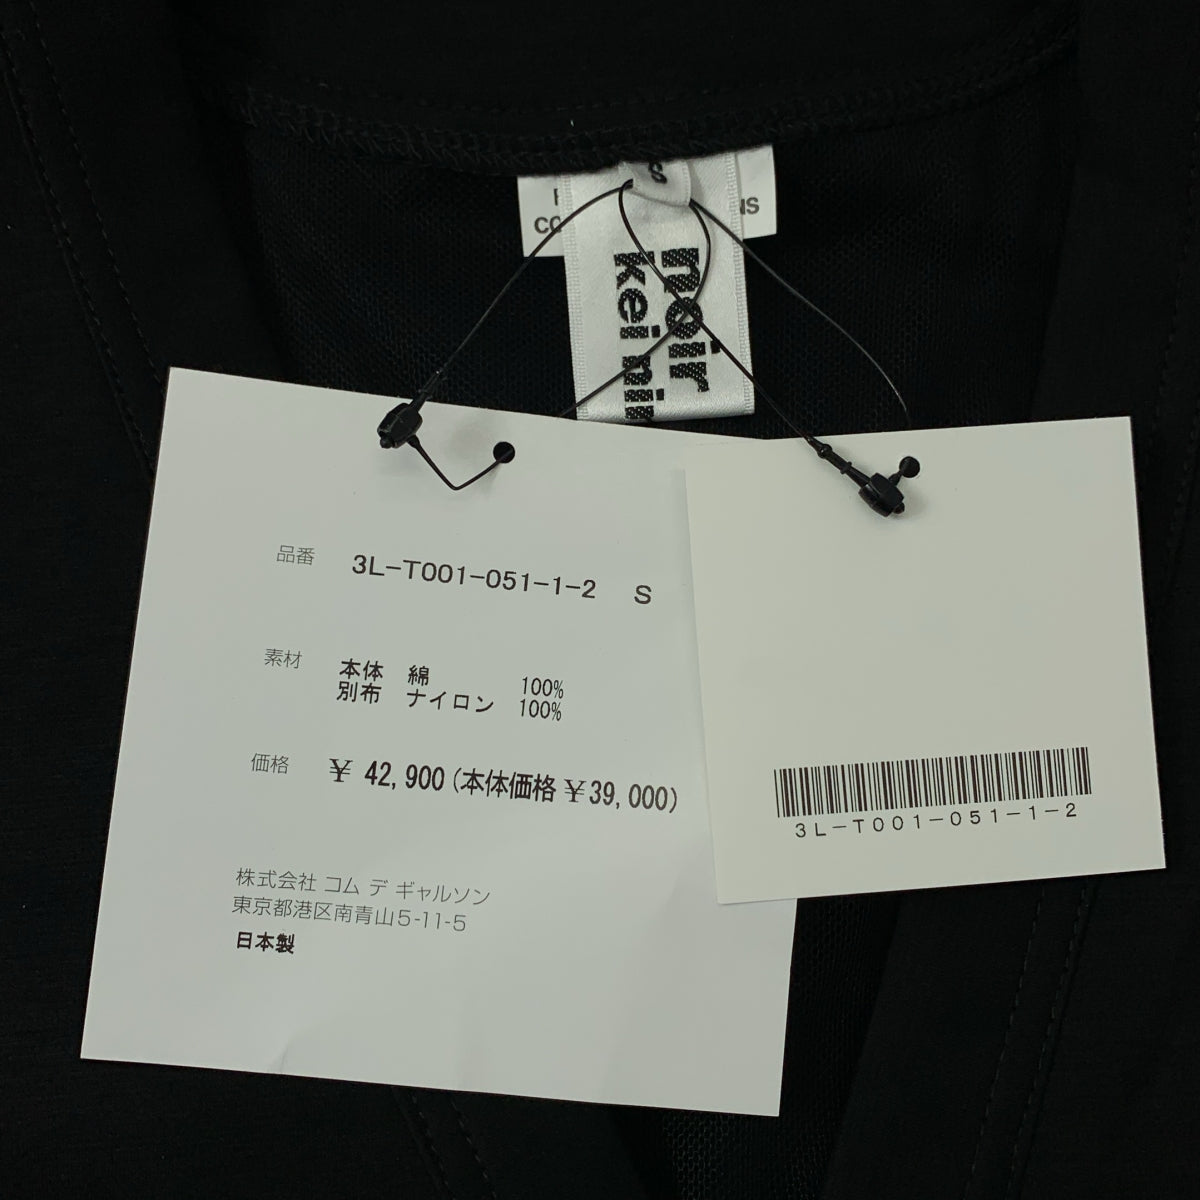 S
noir
kei nin
品番 3L-T001-051-1-2 S
素材 本体 綿 100%
別布 ナイロン 100%
価格 ¥ 42,900 (本体価格 ¥39,000)
株式会社 コム デ ギャルソン
東京都港区南青山5-11-5
日本製
3L-T001-051-1-2